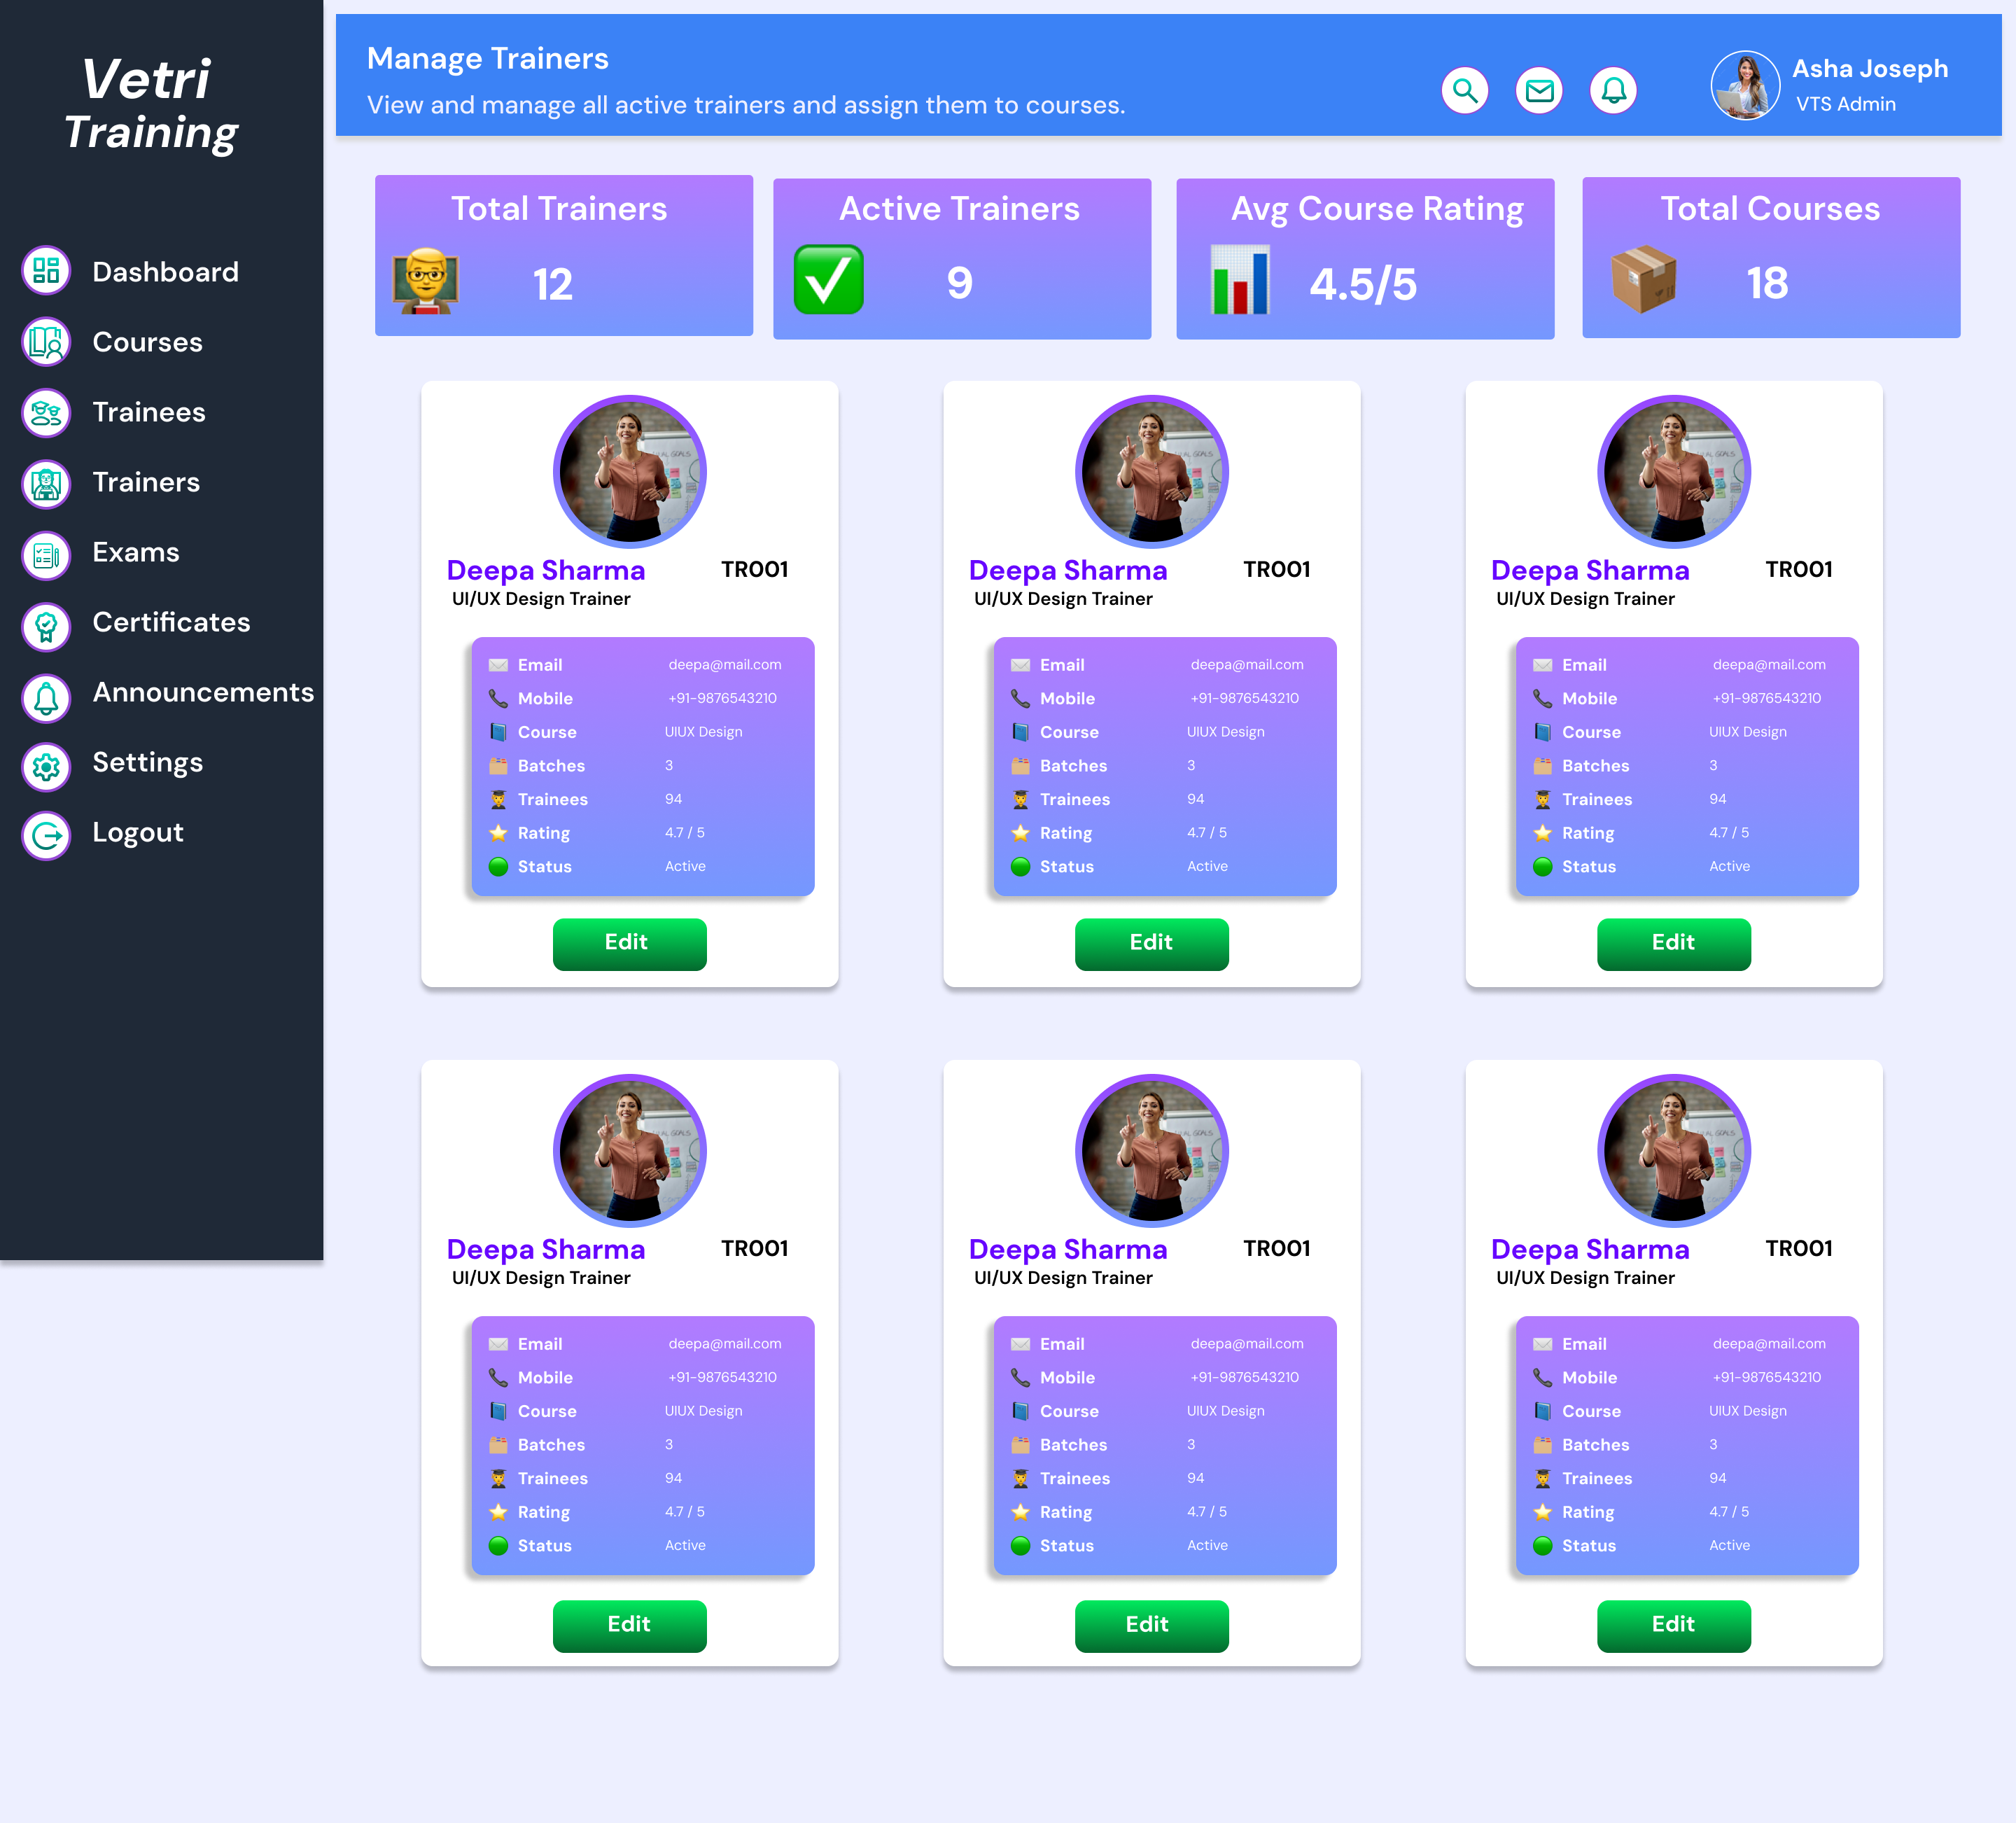 Vetri
Training
Dashboard
Courses
Trainees
Trainers
Exams
Certificates
Announcements
Settings
Logout
Manage Trainers
View and manage all active trainers and assign them to courses.
Asha Joseph
VTS Admin
Total Trainers
12
Active Trainers
9
Avg Course Rating
4.5/5
Total Courses
18
Deepa Sharma TR001
UI/UX Design Trainer
Email deepa@mail.com
Mobile +91-9876543210
Course UIUX Design
Batches 3
Trainees 94
Rating 4.7 / 5
Status Active
Edit
Deepa Sharma TR001
UI/UX Design Trainer
Email deepa@mail.com
Mobile +91-9876543210
Course UIUX Design
Batches 3
Trainees 94
Rating 4.7 / 5
Status Active
Edit
Deepa Sharma TR001
UI/UX Design Trainer
Email deepa@mail.com
Mobile +91-9876543210
Course UIUX Design
Batches 3
Trainees 94
Rating 4.7 / 5
Status Active
Edit
Deepa Sharma TR001
UI/UX Design Trainer
Email deepa@mail.com
Mobile +91-9876543210
Course UIUX Design
Batches 3
Trainees 94
Rating 4.7 / 5
Status Active
Edit
Deepa Sharma TR001
UI/UX Design Trainer
Email deepa@mail.com
Mobile +91-9876543210
Course UIUX Design
Batches 3
Trainees 94
Rating 4.7 / 5
Status Active
Edit
Deepa Sharma TR001
UI/UX Design Trainer
Email deepa@mail.com
Mobile +91-9876543210
Course UIUX Design
Batches 3
Trainees 94
Rating 4.7 / 5
Status Active
Edit